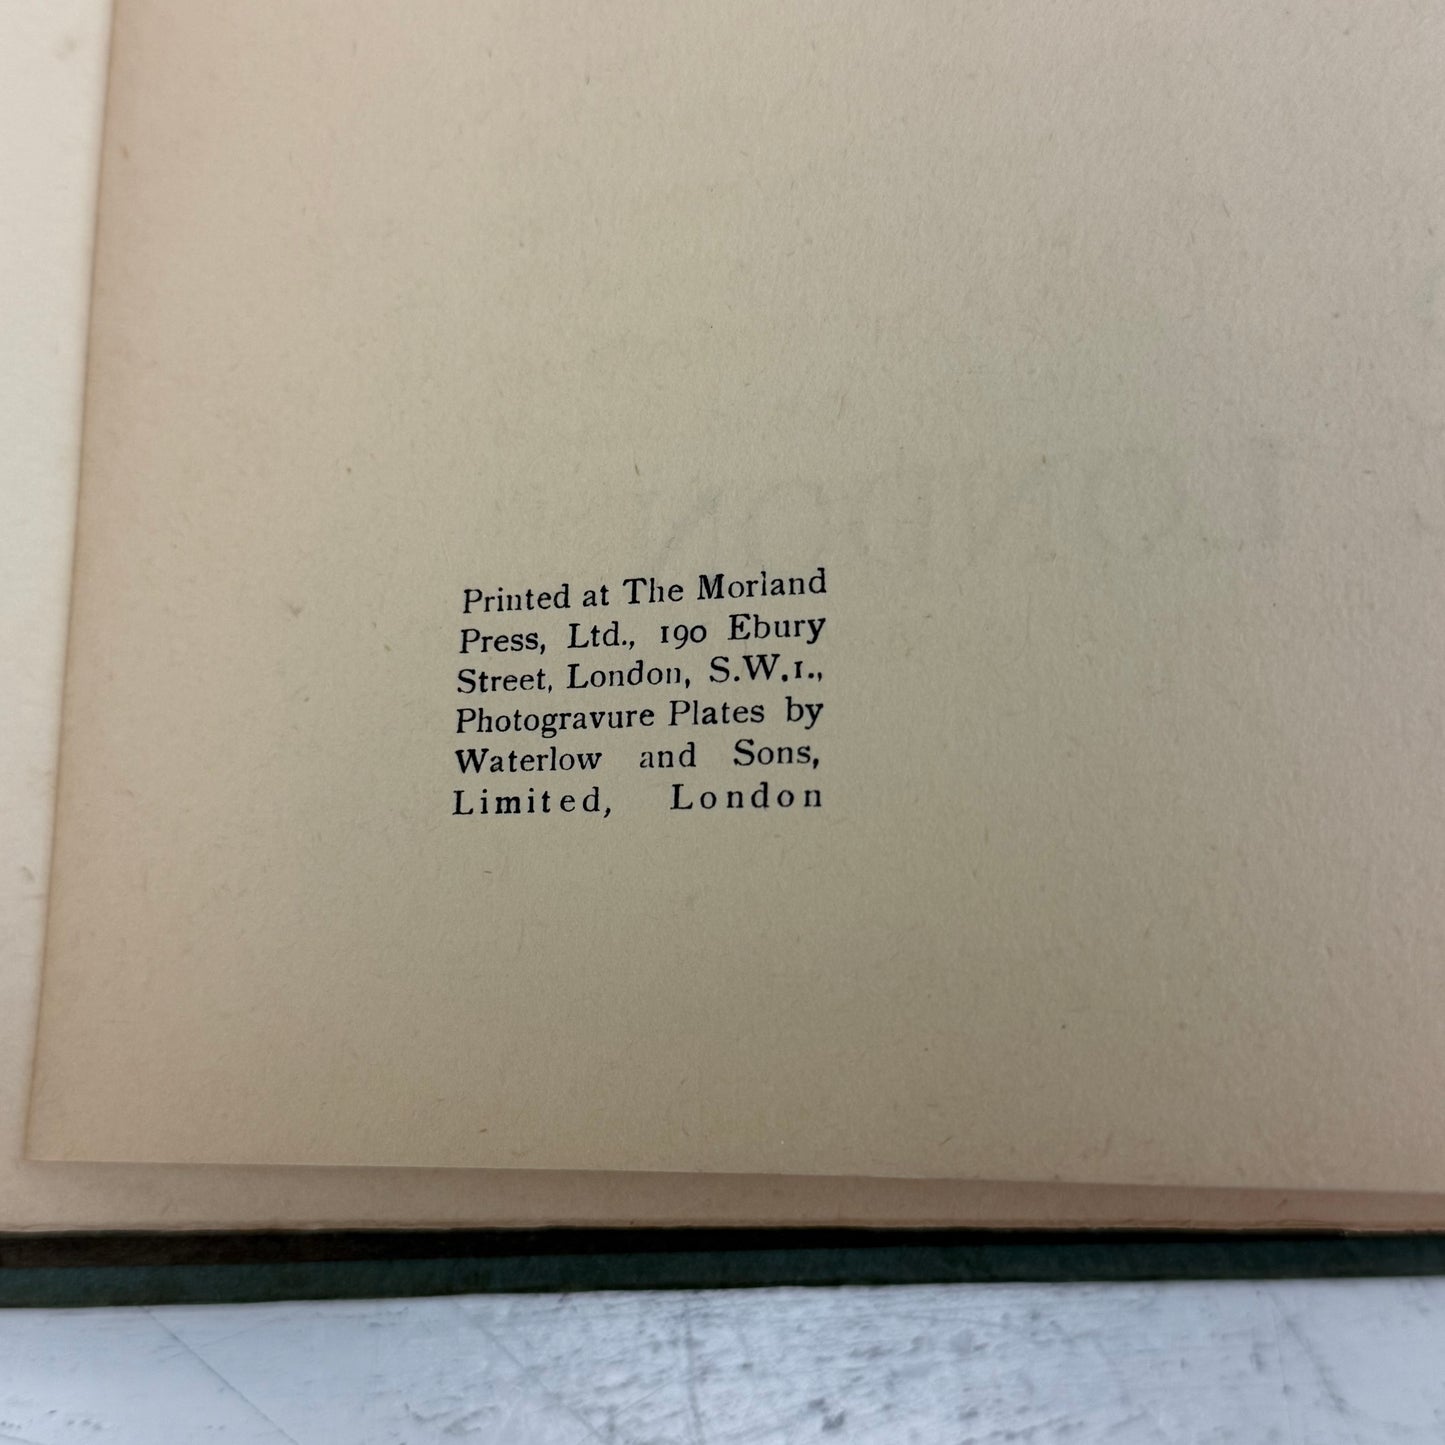 Printed at The Morland
Press, Ltd., 190 Ebury
Street, London, S.W.1.,
Photogravure Plates by
Waterlow and Sons,
Limited, London